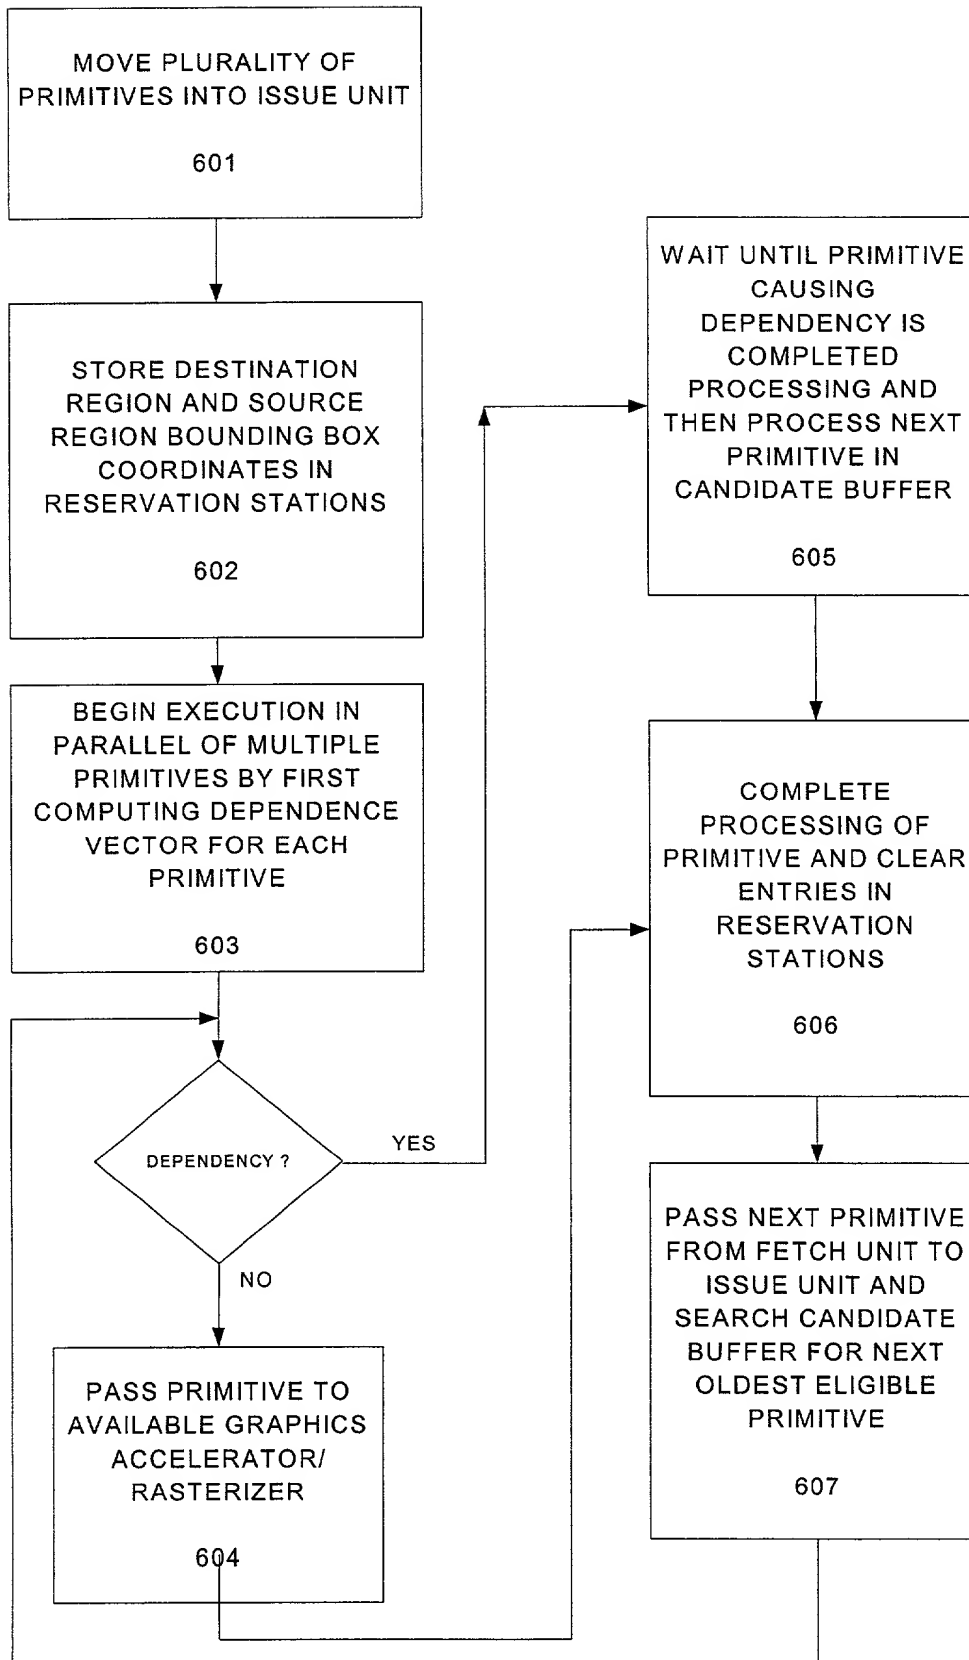 MOVE PLURALITY OF
PRIMITIVES INTO ISSUE UNIT
601
STORE DESTINATION
REGION AND SOURCE
REGION BOUNDING BOX
COORDINATES IN
RESERVATION STATIONS
602
BEGIN EXECUTION IN
PARALLEL OF MULTIPLE
PRIMITIVES BY FIRST
COMPUTING DEPENDENCE
VECTOR FOR EACH
PRIMITIVE
603
DEPENDENCY ?
YES
NO
PASS PRIMITIVE TO
AVAILABLE GRAPHICS
ACCELERATOR/
RASTERIZER
604
WAIT UNTIL PRIMITIVE
CAUSING
DEPENDENCY IS
COMPLETED
PROCESSING AND
THEN PROCESS NEXT
PRIMITIVE IN
CANDIDATE BUFFER
605
COMPLETE
PROCESSING OF
PRIMITIVE AND CLEAR
ENTRIES IN
RESERVATION
STATIONS
606
PASS NEXT PRIMITIVE
FROM FETCH UNIT TO
ISSUE UNIT AND
SEARCH CANDIDATE
BUFFER FOR NEXT
OLDEST ELIGIBLE
PRIMITIVE
607